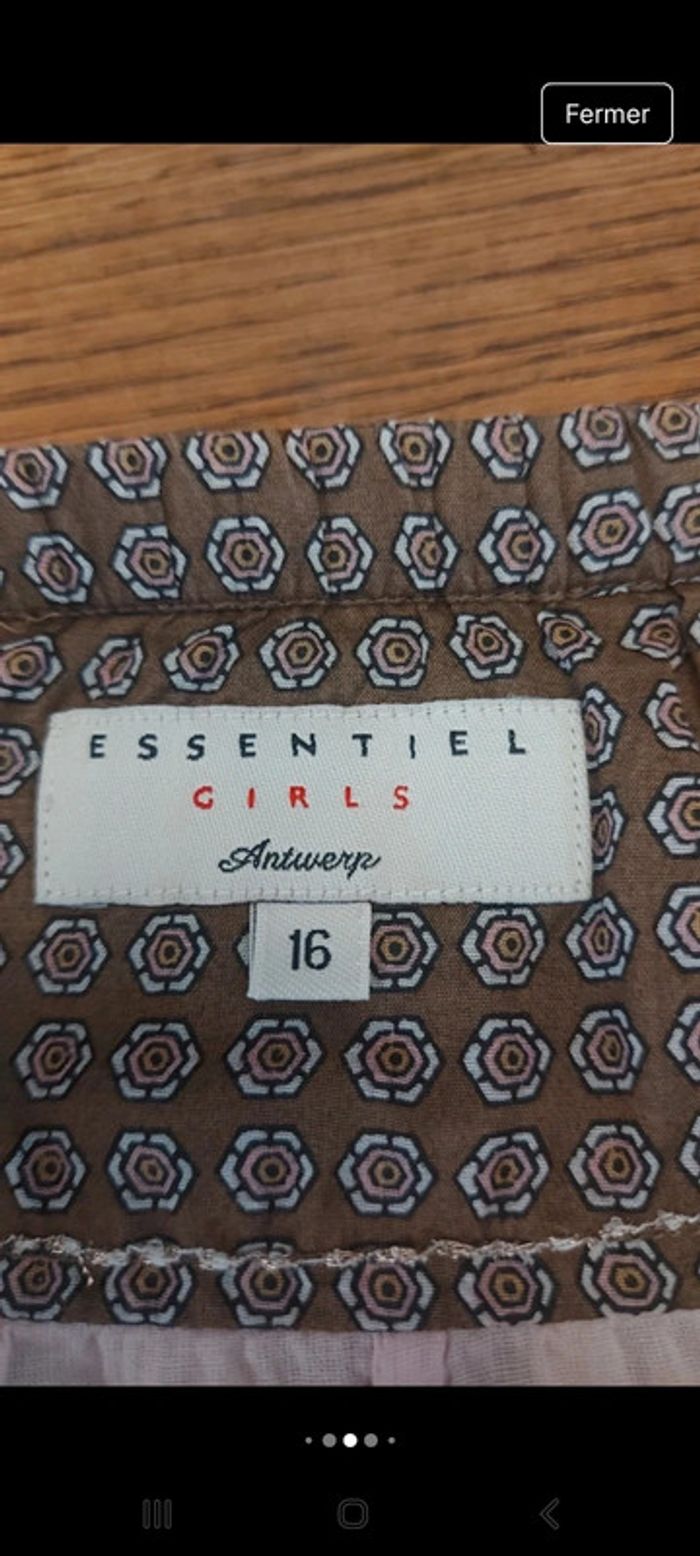 Fermer
ESSENTIEL
GIRLS
Antwerp
16